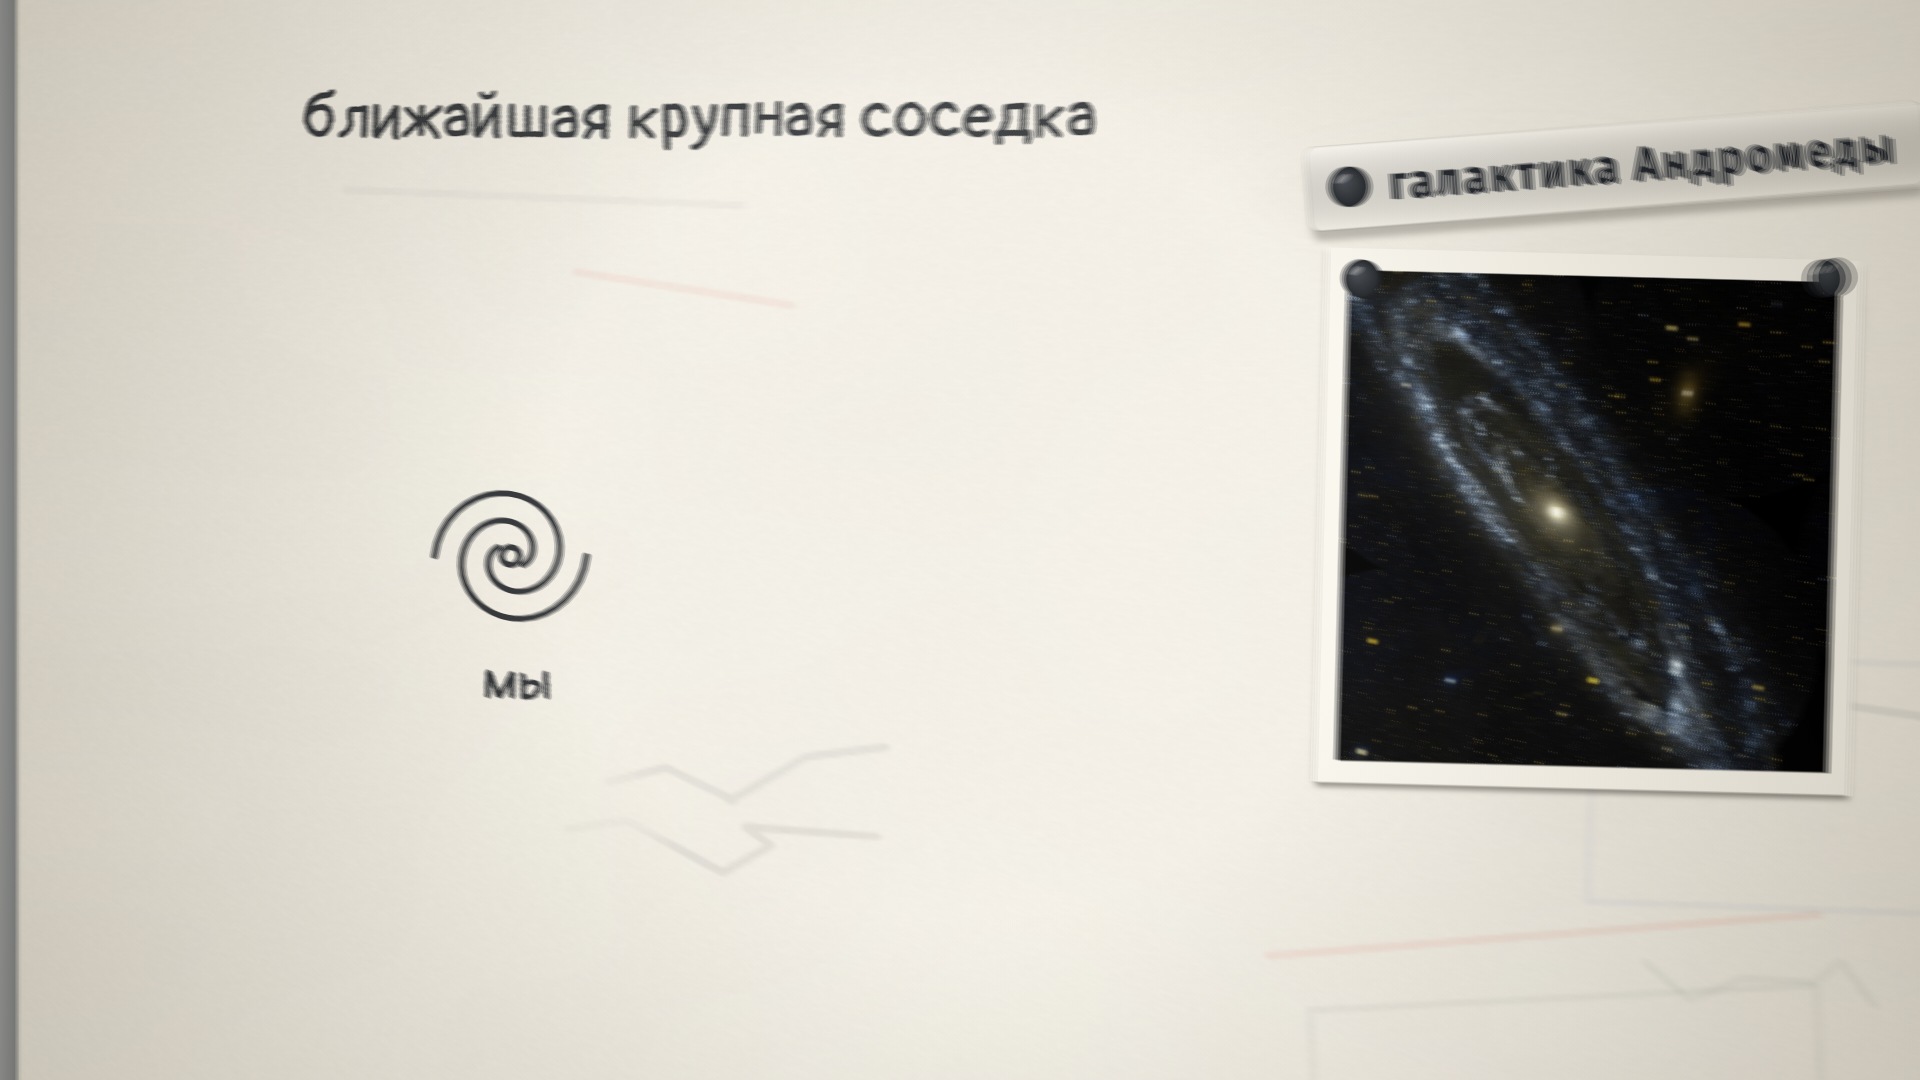 ближайшая крупная соседка
галактика Андромеды
мы